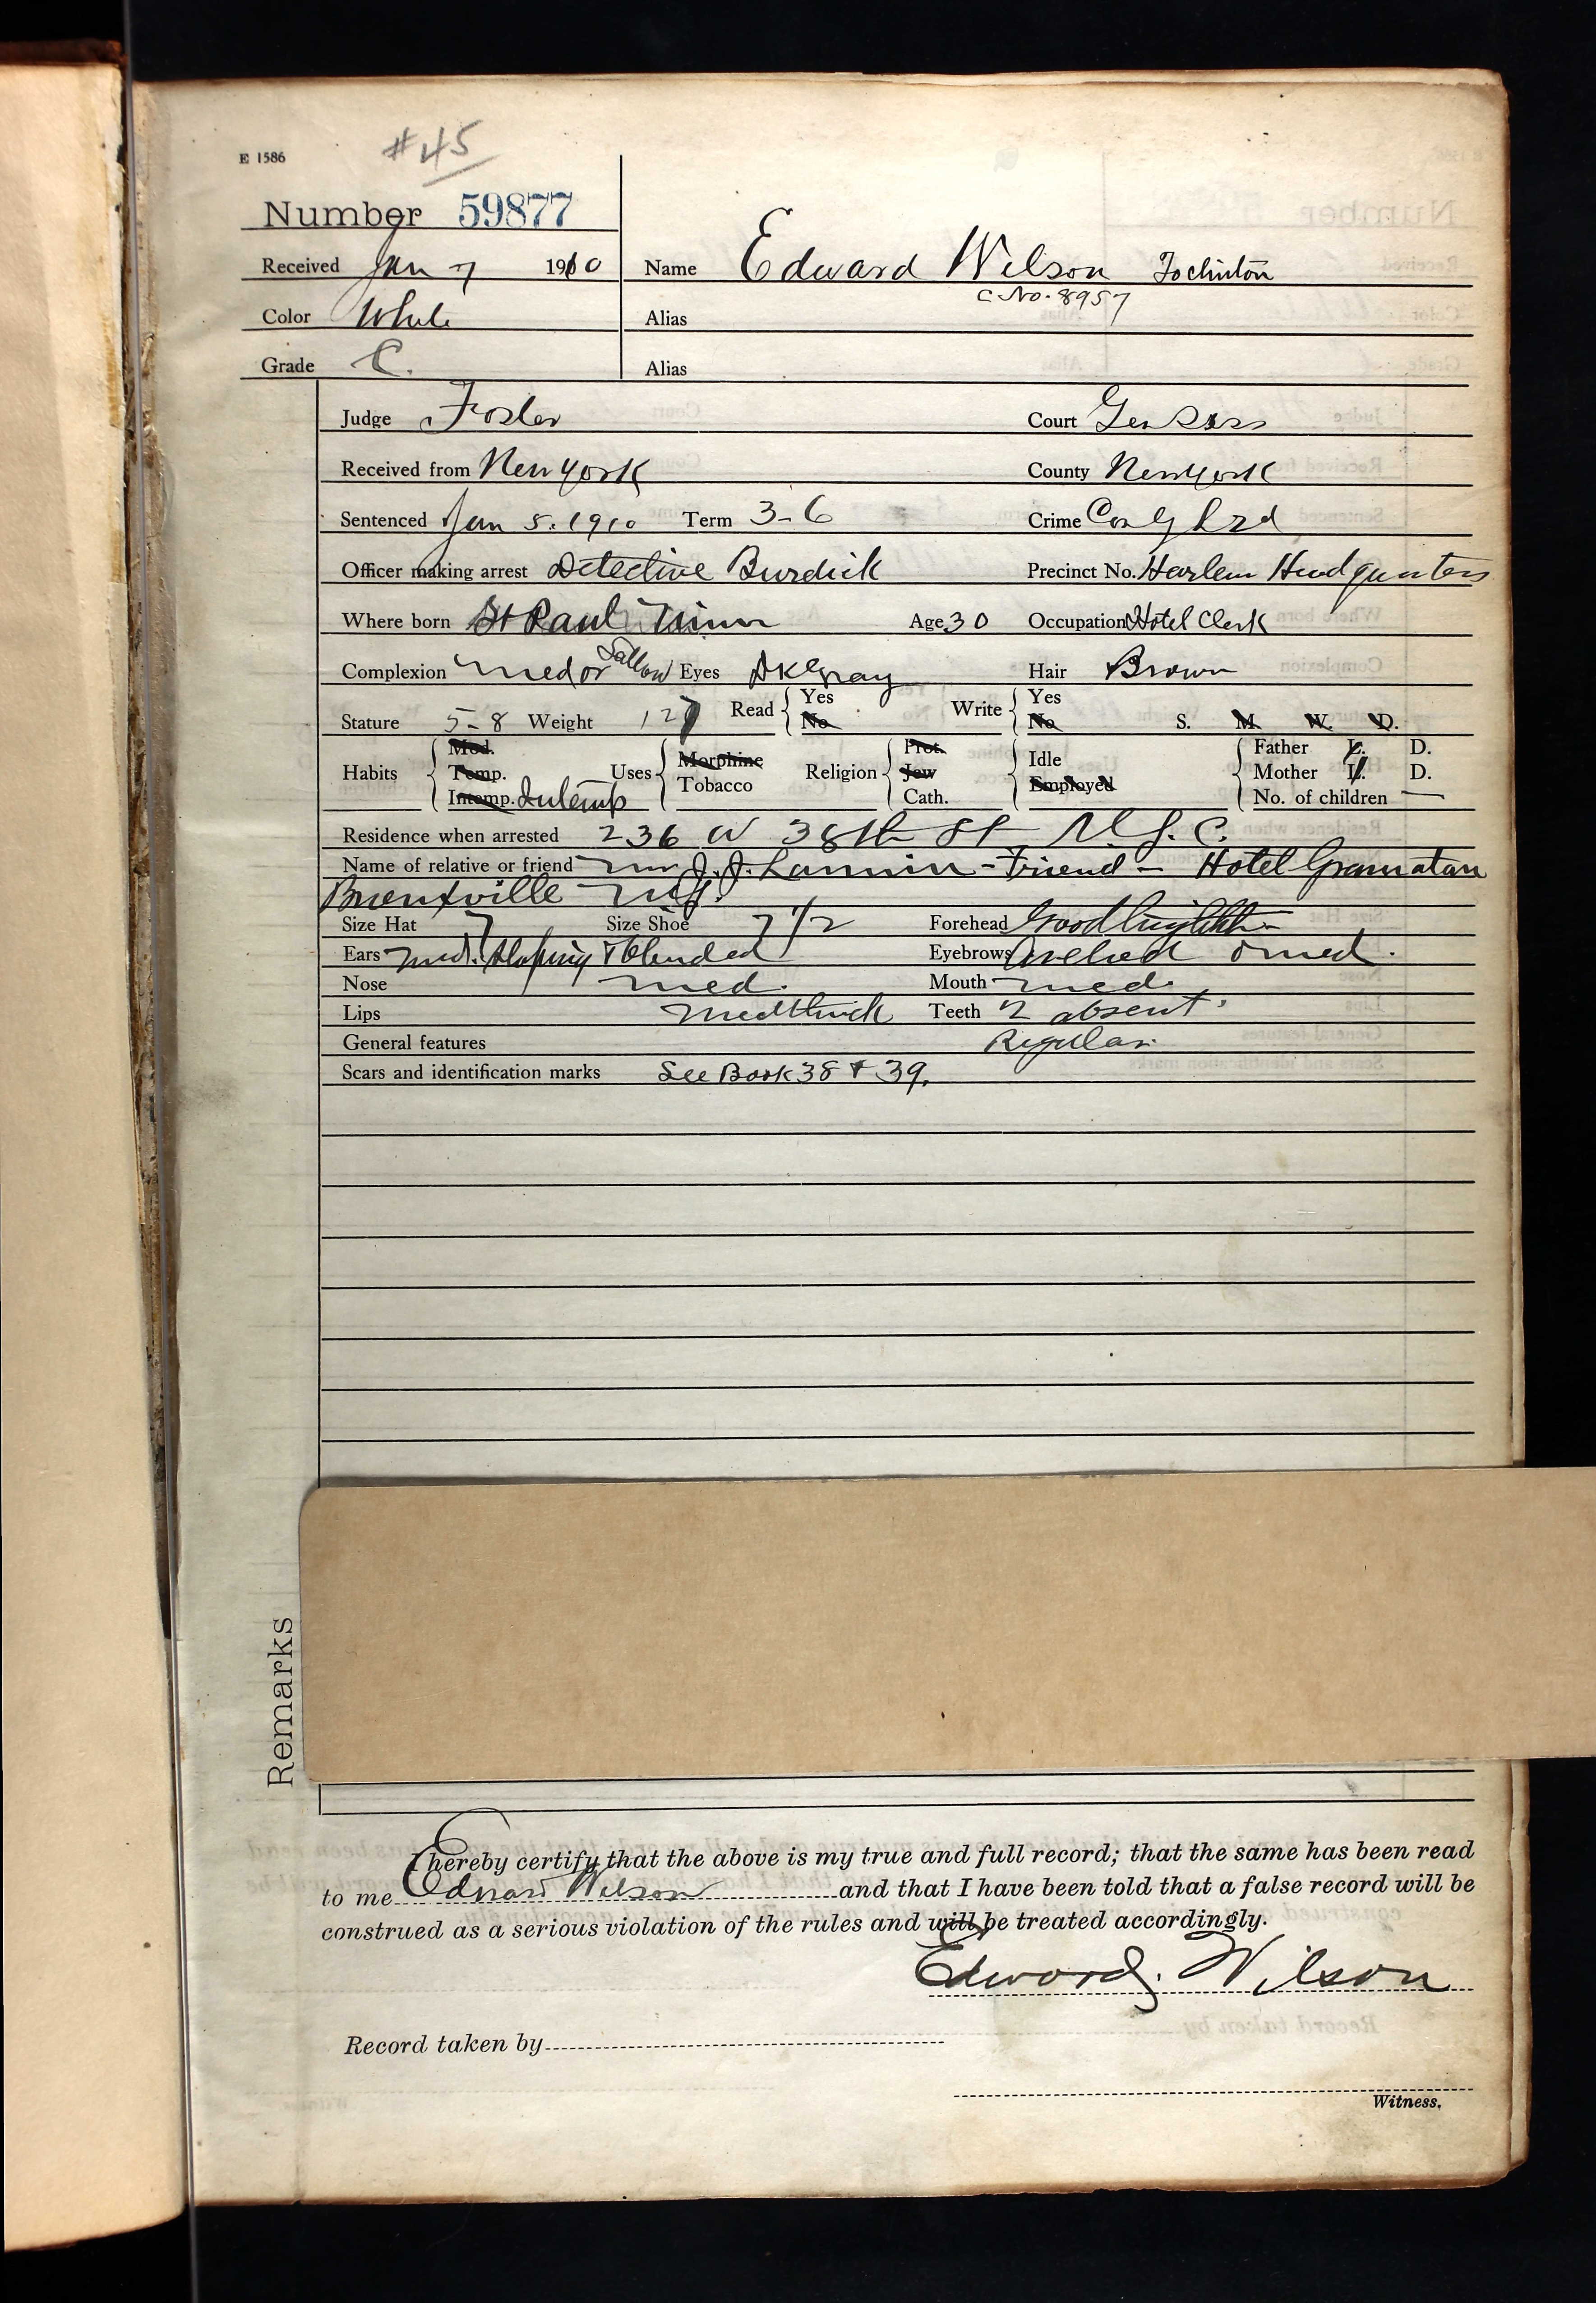 E 1586
#45
Number 59877
Received Jan 7 1910 Name Edward Wilson
C No. 8957
Color White Alias
Grade C. Alias
Judge Foster Court Gen Sess
Received from New York County New York
Sentenced Jan 5. 1910 Term 3-6 Crime
Officer making arrest Detective Burdick Precinct No. Harlem Headquarters
Where born St Paul Minn Age 30 Occupation Hotel Clerk
Complexion med or Sallow Eyes Dk Gray Hair Brown
Stature 5-8 Weight 127 Read Yes No Write Yes No S. M. W. D.
Habits Mod. Temp. Intemp. Intemp Uses Morphine Tobacco Religion Prot. Jew Cath. Idle Employed Father L. D. Mother L. D. No. of children —
Residence when arrested 236 W 38th St N.Y.C.
Name of relative or friend Mr J. J. Lannin - Friend - Hotel Gramatan
N.Y.
Size Hat 7 Size Shoe 7 1/2 Forehead Good height
Ears med. sloping & blended Eyebrows Arched & med.
Nose med. Mouth med.
Lips Med thick Teeth 2 absent.
General features Regular.
Scars and identification marks See Book 38 & 39.
Remarks
I hereby certify that the above is my true and full record; that the same has been read
to me Edward Wilson and that I have been told that a false record will be
construed as a serious violation of the rules and will be treated accordingly.
Edward Wilson
Record taken by
Witness.